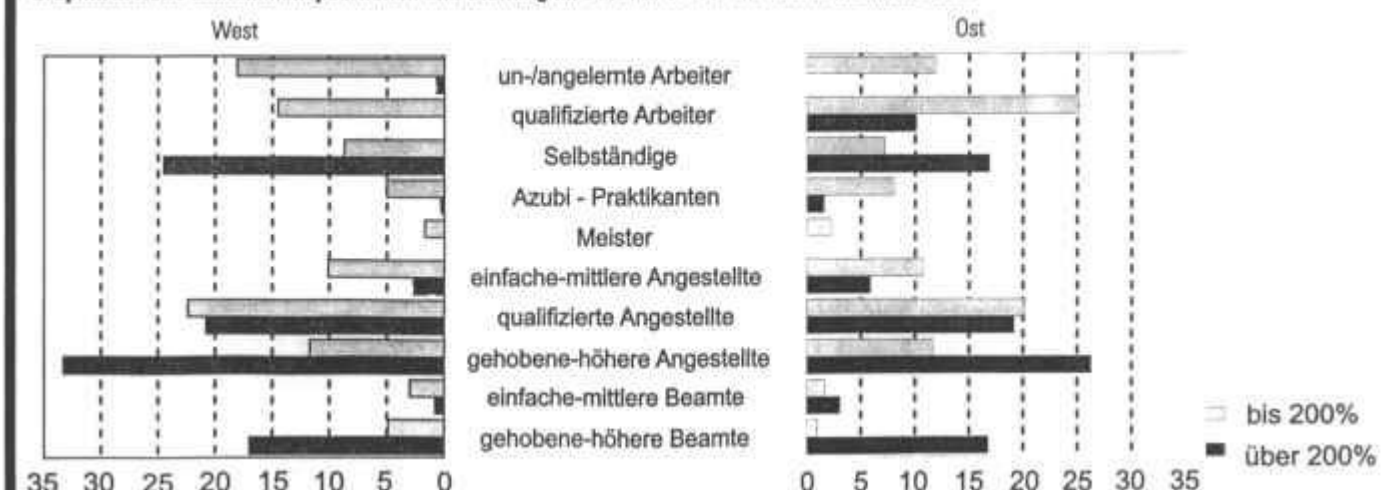 West
Ost
un-/angelernte Arbeiter
qualifizierte Arbeiter
Selbständige
Azubi - Praktikanten
Meister
einfache-mittlere Angestellte
qualifizierte Angestellte
gehobene-höhere Angestellte
einfache-mittlere Beamte
gehobene-höhere Beamte
bis 200%
über 200%
35 30 25 20 15 10 5 0
0 5 10 15 20 25 30 35